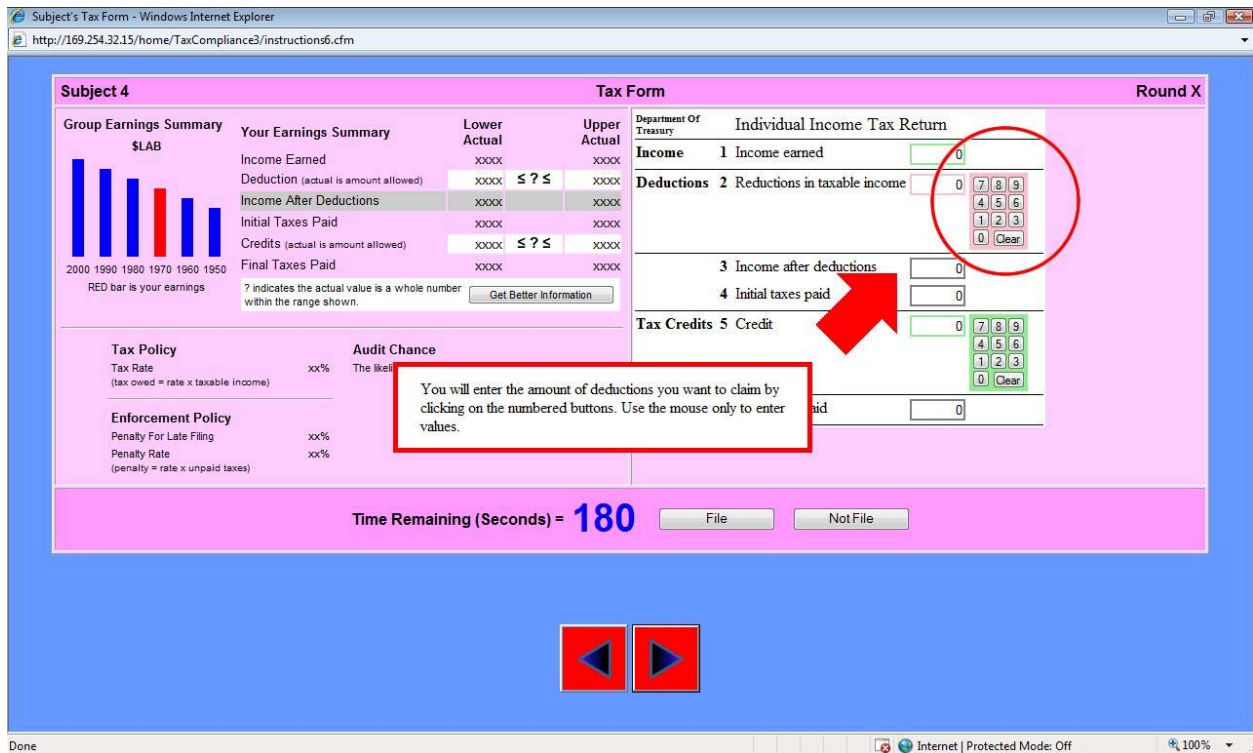 Subject's Tax Form - Windows Internet Explorer
http://169.254.32.15/home/TaxCompliance3/instructions6.cfm
Subject 4 Tax Form Round X
Group Earnings Summary
$LAB
2000 1990 1980 1970 1960 1950
RED bar is your earnings
Your Earnings Summary Lower Actual Upper Actual
Income Earned xxxx xxxx
Deduction (actual is amount allowed) xxxx ≤ ? ≤ xxxx
Income After Deductions xxxx xxxx
Initial Taxes Paid xxxx xxxx
Credits (actual is amount allowed) xxxx ≤ ? ≤ xxxx
Final Taxes Paid xxxx xxxx
? indicates the actual value is a whole number
within the range shown.
Get Better Information
Tax Policy
Tax Rate xx%
(tax owed = rate x taxable income)
Enforcement Policy
Penalty For Late Filing xx%
Penalty Rate xx%
(penalty = rate x unpaid taxes)
Audit Chance
The
Department Of
Treasury
Individual Income Tax Return
Income 1 Income earned 0
Deductions 2 Reductions in taxable income 0
7 8 9
4 5 6
1 2 3
0 Clear
3 Income after deductions 0
4 Initial taxes paid 0
Tax Credits 5 Credit 0
7 8 9
4 5 6
1 2 3
0 Clear
0
You will enter the amount of deductions you want to claim by
clicking on the numbered buttons. Use the mouse only to enter
values.
Time Remaining (Seconds) = 180 File Not File
Done Internet | Protected Mode: Off 100%